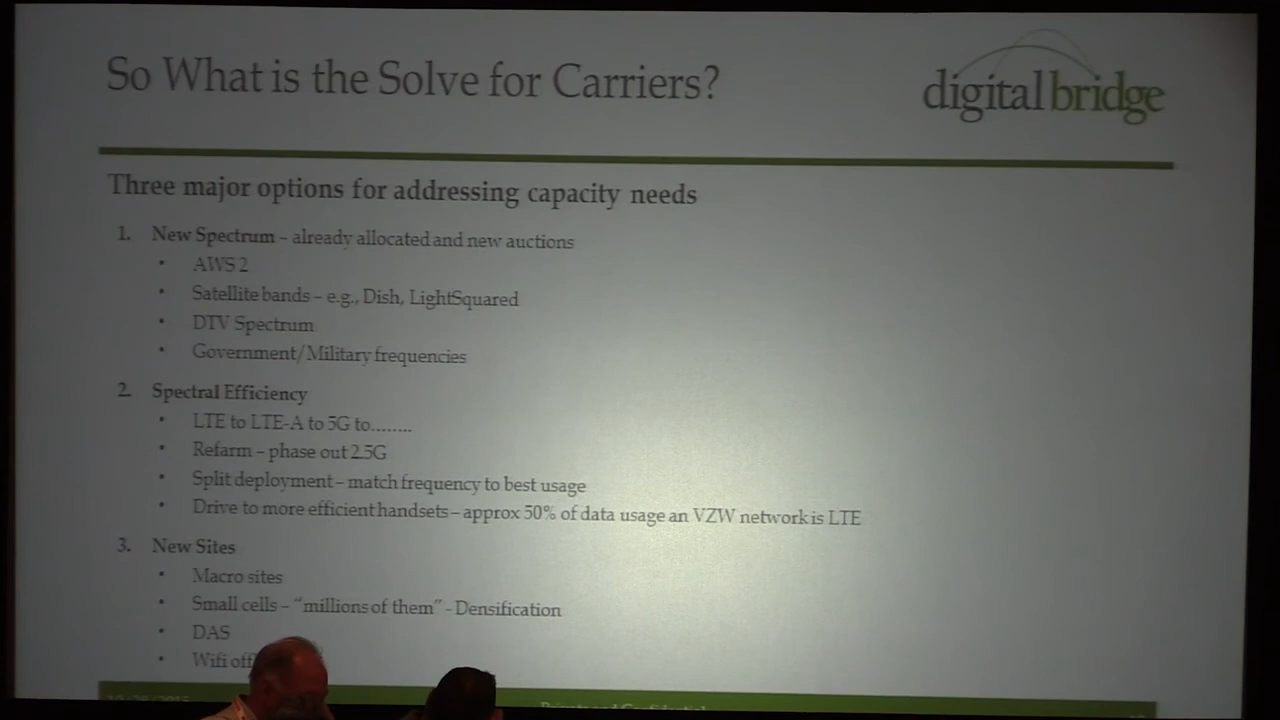 So What is the Solve for Carriers?
digitalbridge
Three major options for addressing capacity needs
1. New Spectrum – already allocated and new auctions
• AWS 2
• Satellite bands – e.g., Dish, LightSquared
• DTV Spectrum
• Government/Military frequencies
2. Spectral Efficiency
• LTE to LTE-A to 5G to........
• Refarm – phase out 2.5G
• Split deployment – match frequency to best usage
• Drive to more efficient handsets – approx 50% of data usage an VZW network is LTE
3. New Sites
• Macro sites
• Small cells – "millions of them" - Densification
• DAS
• Wifi off